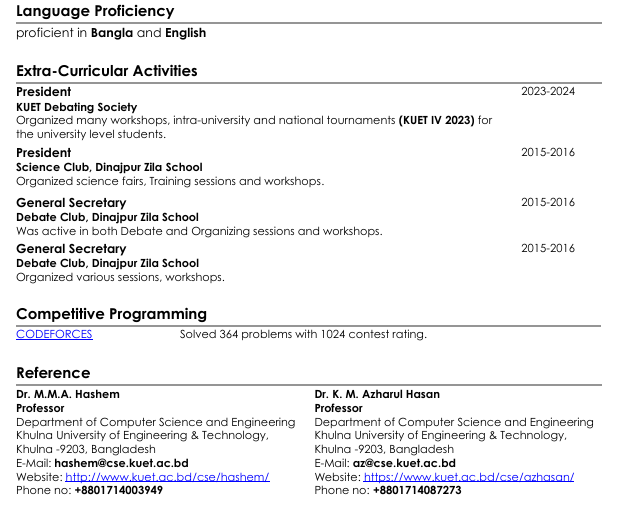 Language Proficiency
proficient in Bangla and English
Extra-Curricular Activities
President 2023-2024
KUET Debating Society
Organized many workshops, intra-university and national tournaments (KUET IV 2023) for
the university level students.
President 2015-2016
Science Club, Dinajpur Zila School
Organized science fairs, Training sessions and workshops.
General Secretary 2015-2016
Debate Club, Dinajpur Zila School
Was active in both Debate and Organizing sessions and workshops.
General Secretary 2015-2016
Debate Club, Dinajpur Zila School
Organized various sessions, workshops.
Competitive Programming
CODEFORCES Solved 364 problems with 1024 contest rating.
Reference
Dr. M.M.A. Hashem
Professor
Department of Computer Science and Engineering
Khulna University of Engineering & Technology,
Khulna -9203, Bangladesh
E-Mail: hashem@cse.kuet.ac.bd
Website: http://www.kuet.ac.bd/cse/hashem/
Phone no: +8801714003949
Dr. K. M. Azharul Hasan
Professor
Department of Computer Science and Engineering
Khulna University of Engineering & Technology,
Khulna -9203, Bangladesh
E-Mail: az@cse.kuet.ac.bd
Website: https://kuet.ac.bd/cse/azhasan/
Phone no: +8801714087273